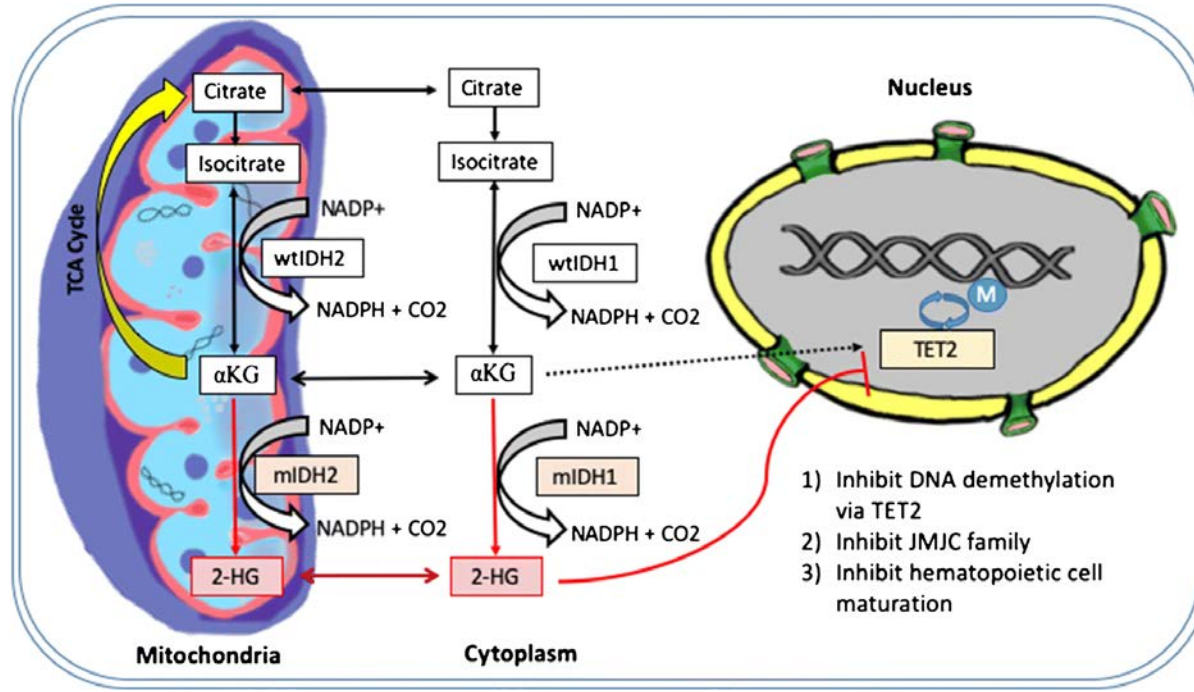 Citrate
Isocitrate
NADP+
wtIDH2
NADPH + CO2
αKG
NADP+
mIDH2
NADPH + CO2
2-HG
TCA Cycle
Mitochondria
Citrate
Isocitrate
NADP+
wtIDH1
NADPH + CO2
αKG
NADP+
mIDH1
NADPH + CO2
2-HG
Cytoplasm
Nucleus
M
TET2
1) Inhibit DNA demethylation
via TET2
2) Inhibit JMJC family
3) Inhibit hematopoietic cell
maturation